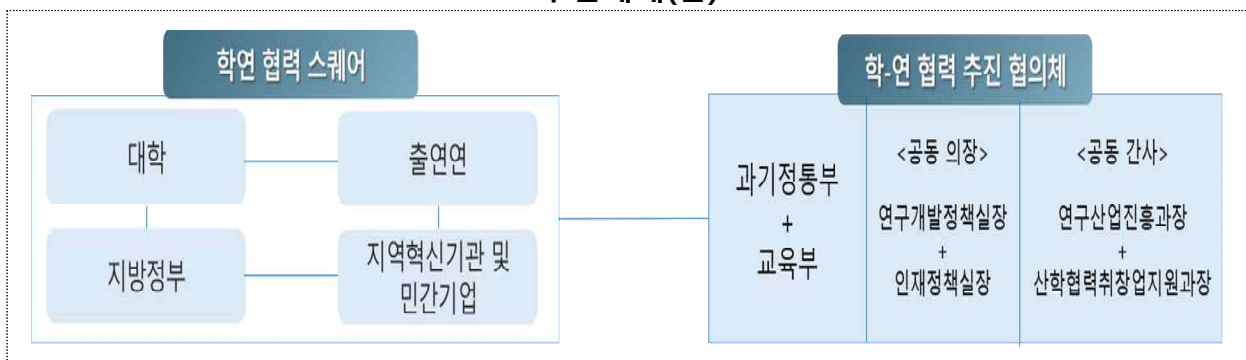 학연 협력 스퀘어
대학
출연연
지방정부
지역혁신기관 및
민간기업
학-연 협력 추진 협의체
과기정통부
+
교육부
<공동 의장>
연구개발정책실장
+
인재정책실장
<공동 간사>
연구산업진흥과장
+
산학협력취창업지원과장